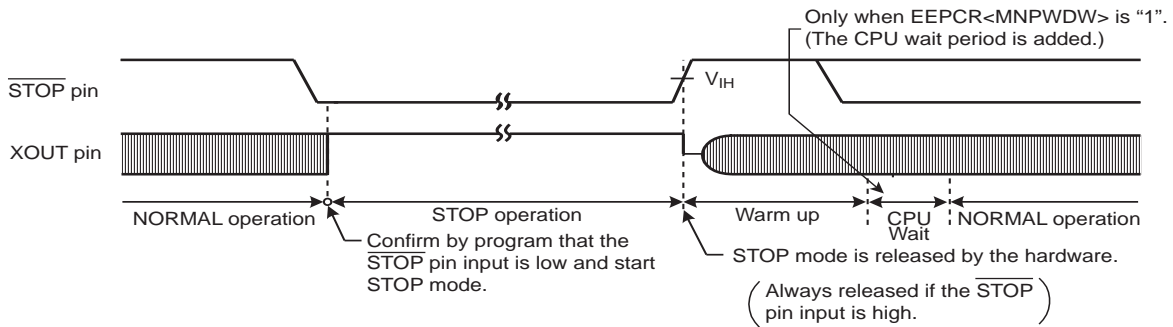 Only when EEPCR<MNPWDW> is “1”.
(The CPU wait period is added.)
STOP pin
VIH
XOUT pin
NORMAL operation
STOP operation
Warm up
CPU
Wait
NORMAL operation
Confirm by program that the
STOP pin input is low and start
STOP mode.
STOP mode is released by the hardware.
(Always released if the STOP
pin input is high.)